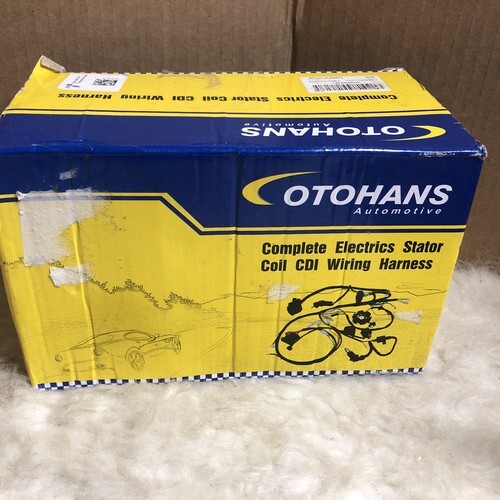 Complete Electrics
Stator Coil CDI
Wiring Harness
OTOHANS
Automotive
OTOHANS
Automotive
Complete Electrics Stator
Coil CDI Wiring Harness